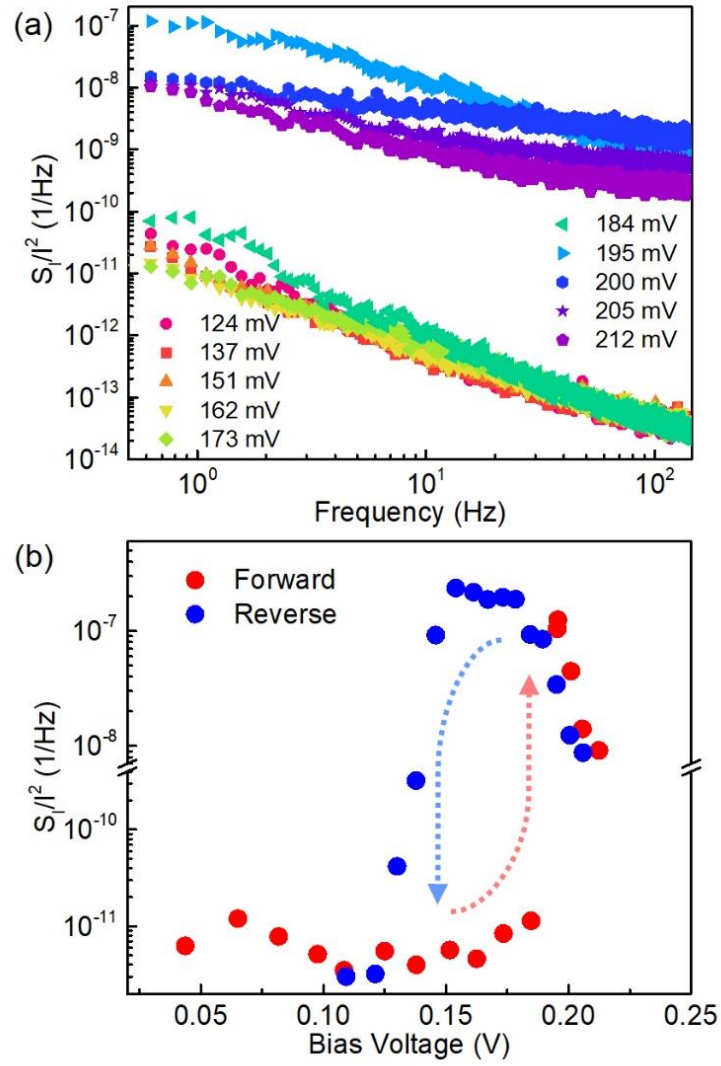 (a)
10⁻⁷
10⁻⁸
10⁻⁹
10⁻¹⁰
10⁻¹¹
10⁻¹²
10⁻¹³
10⁻¹⁴
S_I/I² (1/Hz)
184 mV
195 mV
200 mV
205 mV
212 mV
124 mV
137 mV
151 mV
162 mV
173 mV
10⁰ 10¹ 10²
Frequency (Hz)
(b)
Forward
Reverse
10⁻⁷
10⁻⁸
10⁻¹⁰
10⁻¹¹
S_I/I² (1/Hz)
0.05 0.10 0.15 0.20 0.25
Bias Voltage (V)